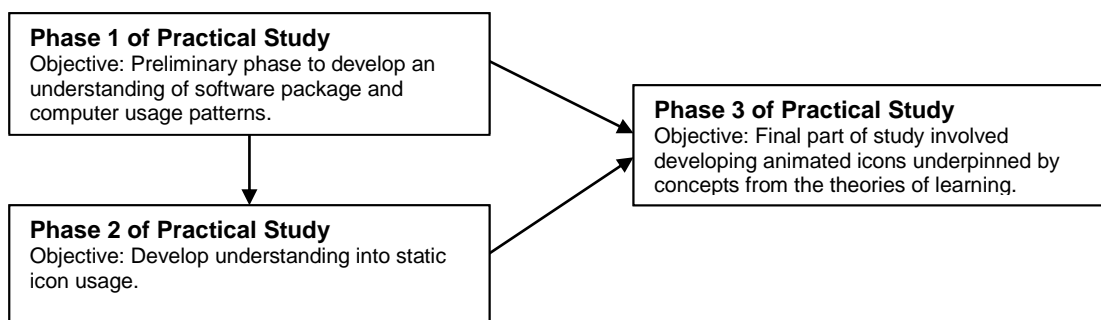 Phase 1 of Practical Study
Objective: Preliminary phase to develop an
understanding of software package and
computer usage patterns.
Phase 2 of Practical Study
Objective: Develop understanding into static
icon usage.
Phase 3 of Practical Study
Objective: Final part of study involved
developing animated icons underpinned by
concepts from the theories of learning.